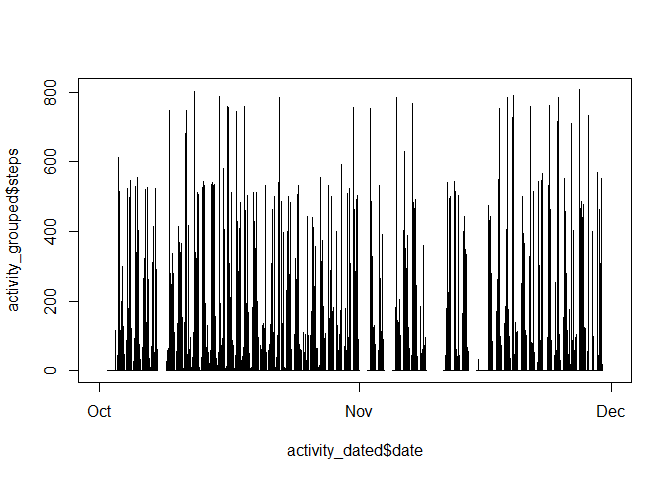 activity_grouped$steps
800
600
400
200
0
Oct
Nov
Dec
activity_dated$date